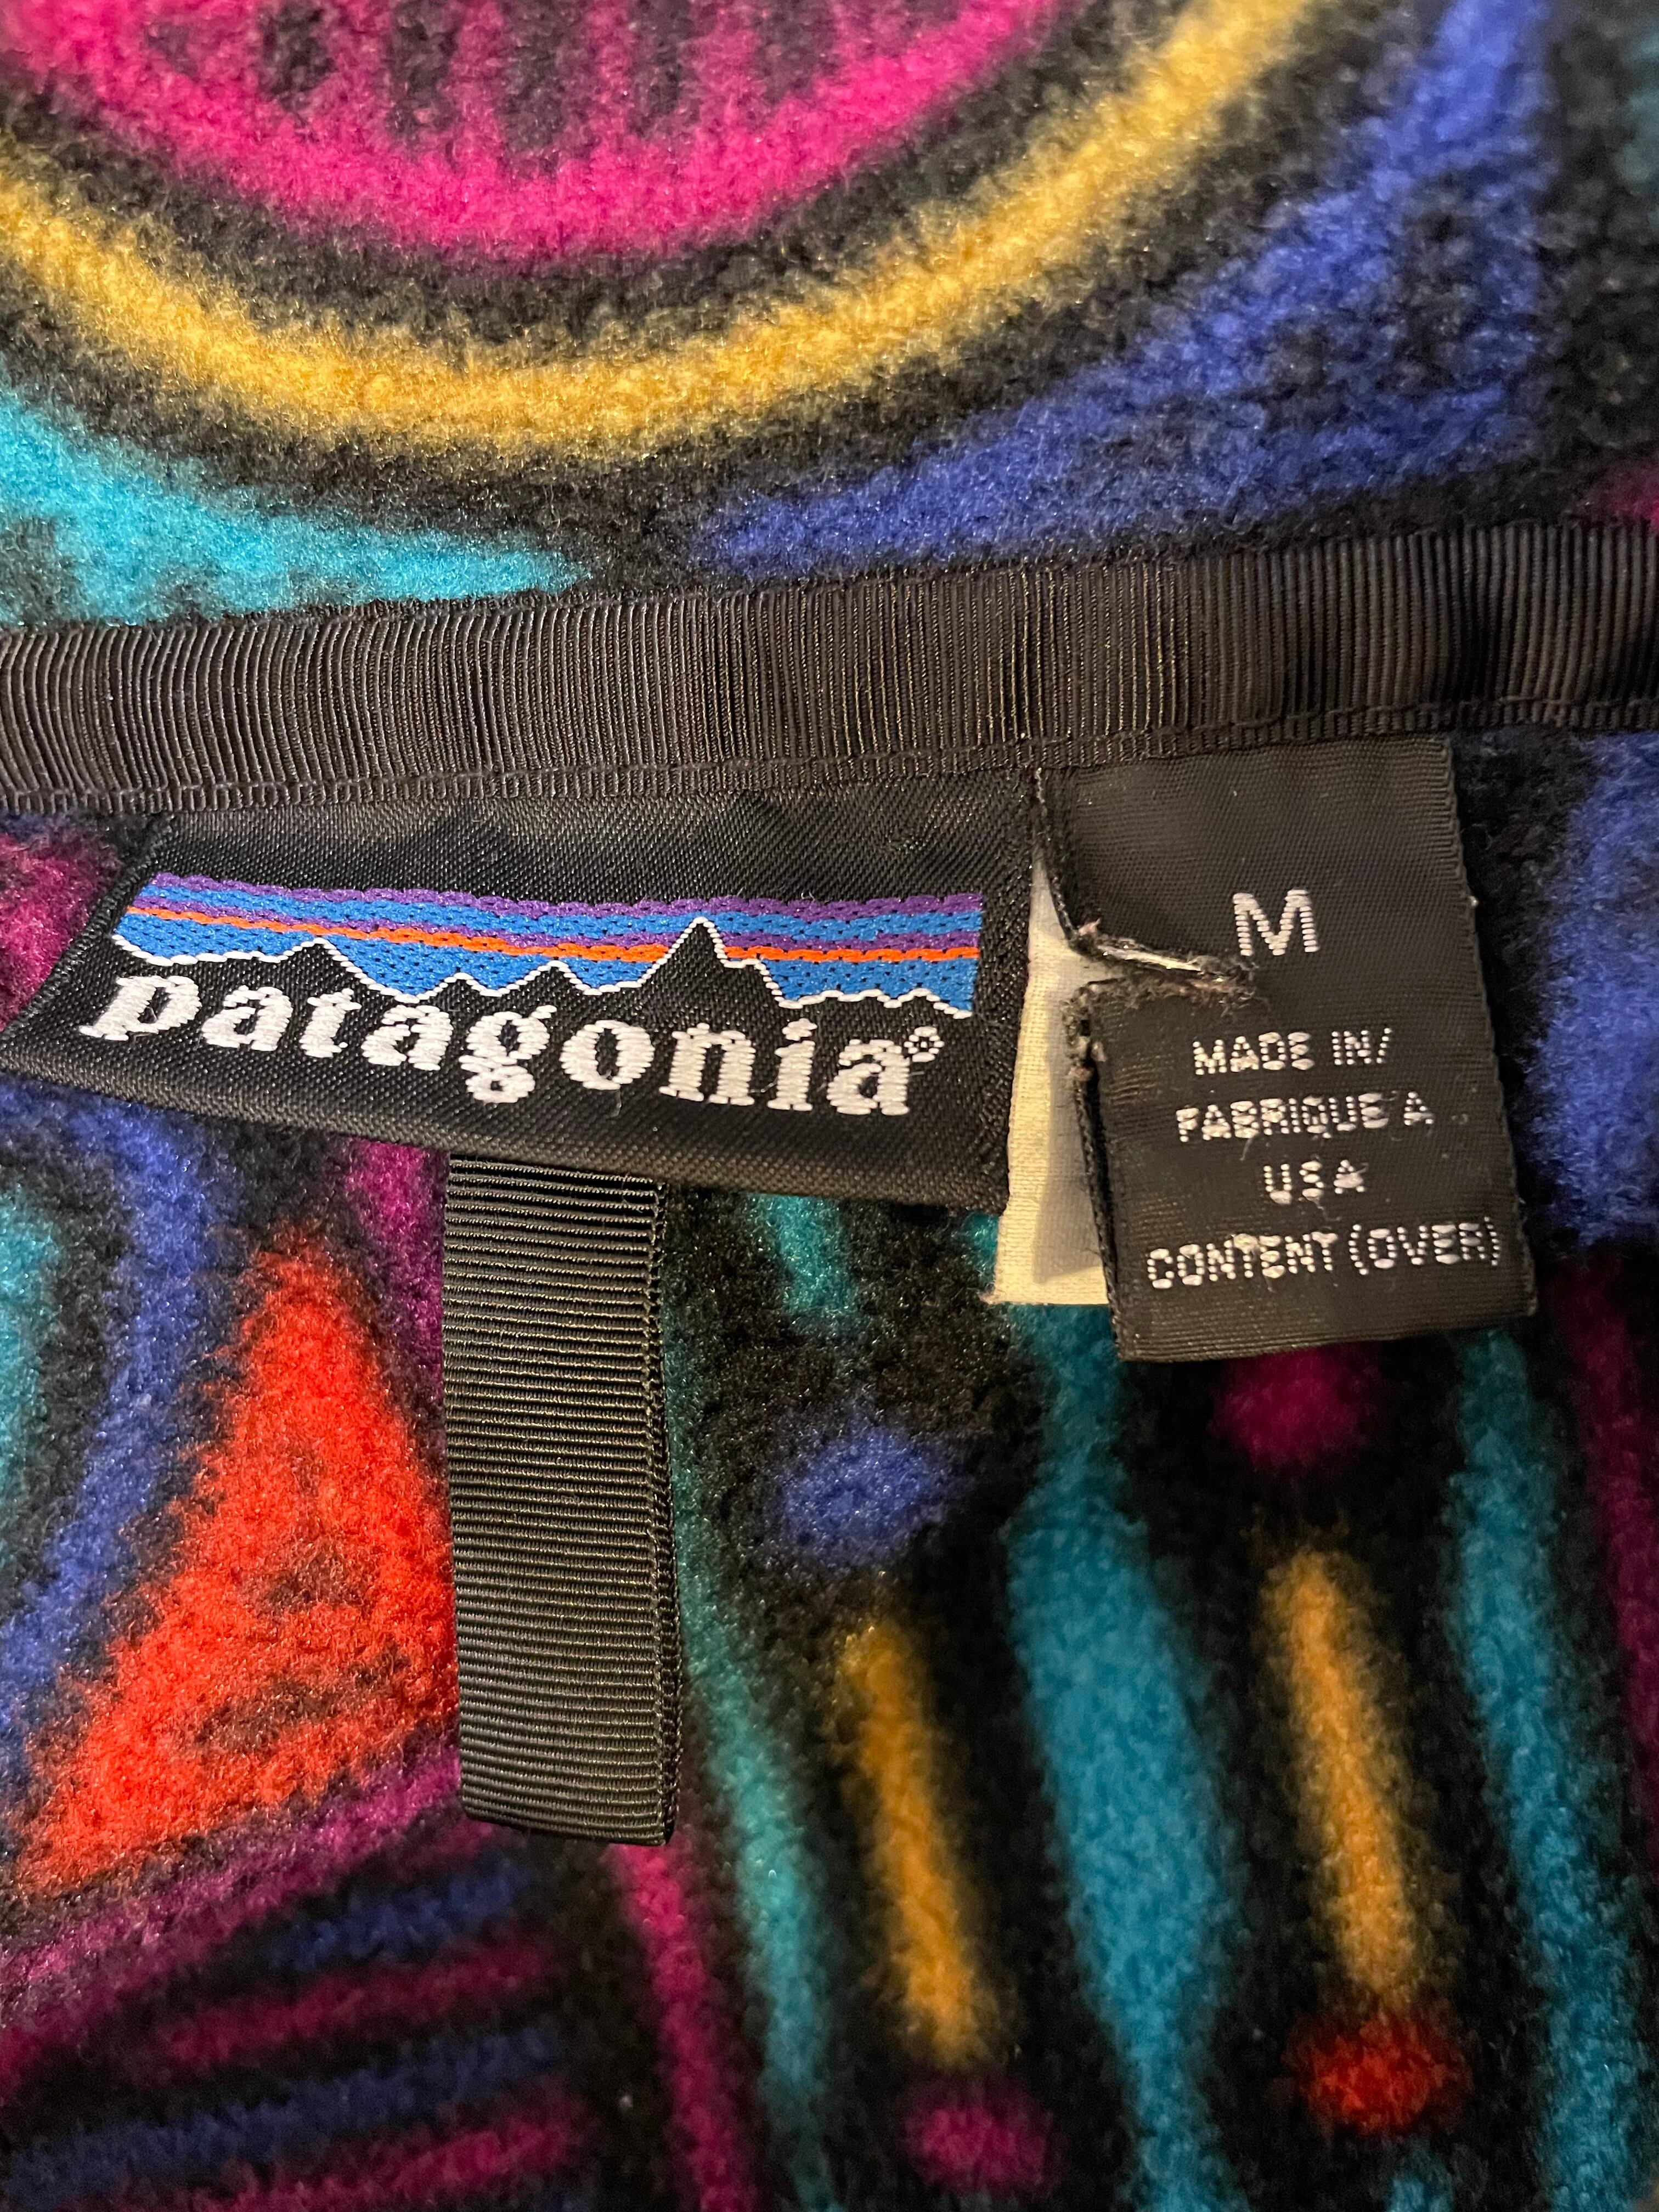 patagonia®
M
MADE IN/
FABRIQUE A
USA
CONTENT (OVER)